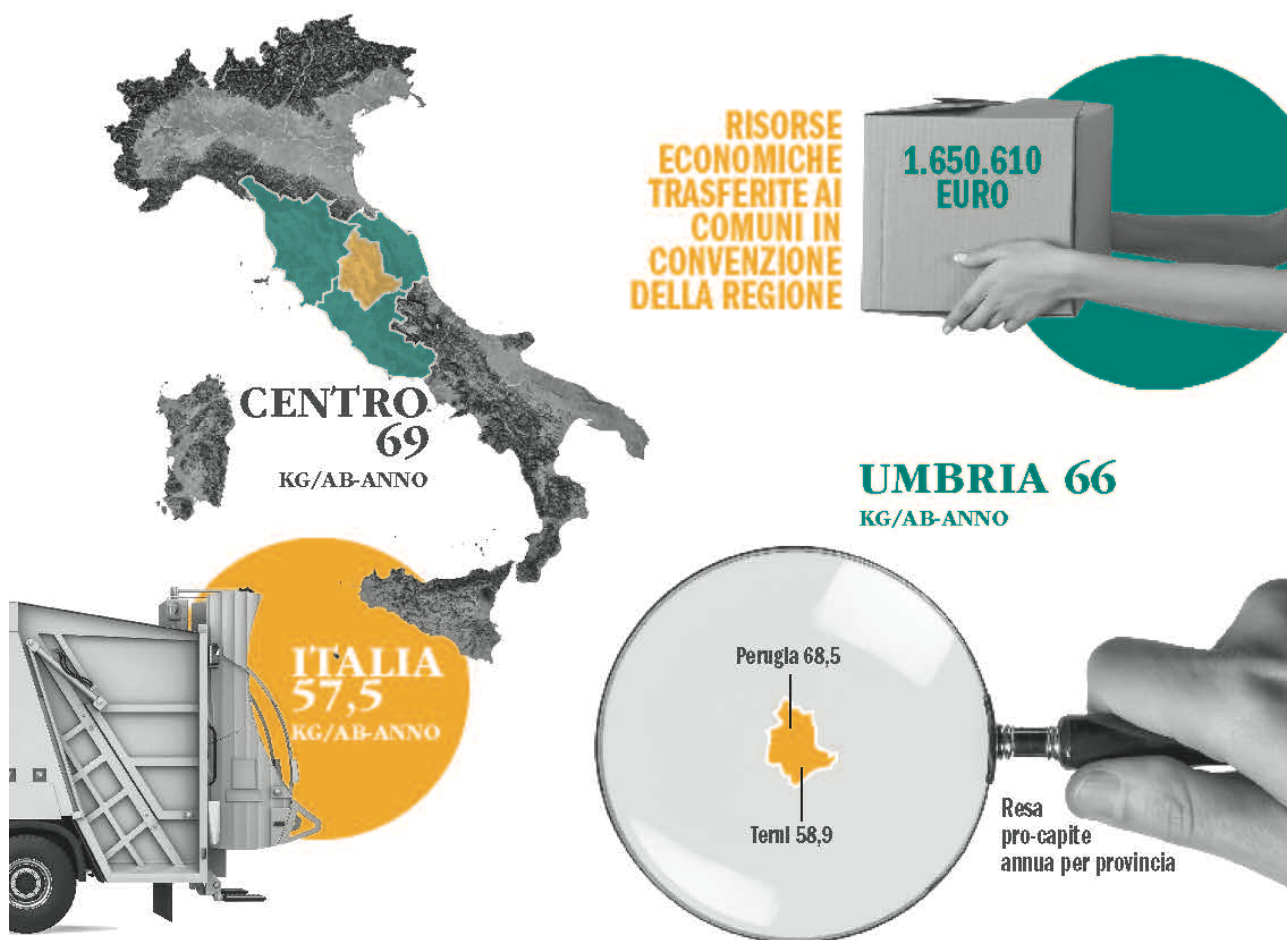 RISORSE
ECONOMICHE
TRASFERITE AI
COMUNI IN
CONVENZIONE
DELLA REGIONE
1.650.610
EURO
CENTRO
69
KG/AB-ANNO
UMBRIA 66
KG/AB-ANNO
ITALIA
57,5
KG/AB-ANNO
Perugia 68,5
Terni 58,9
Resa
pro-capite
annua per provincia